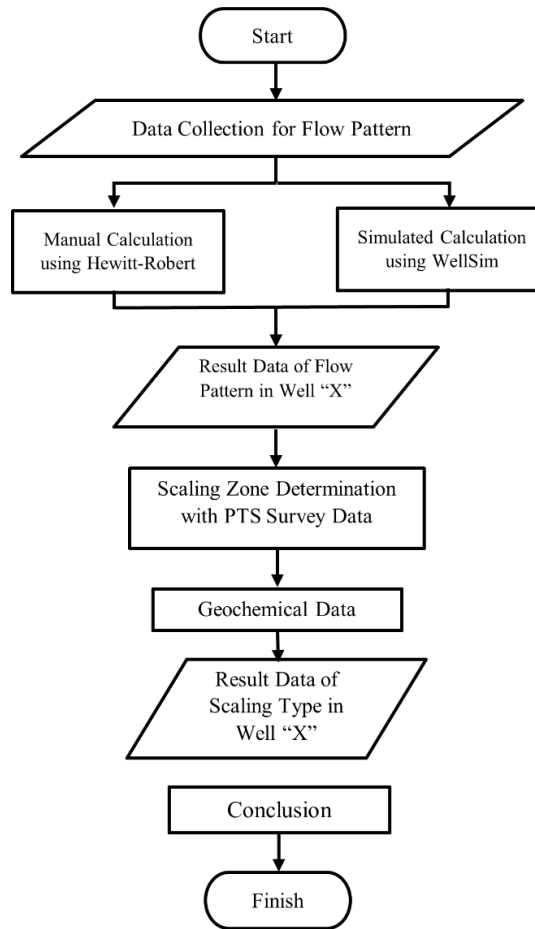 Start
Data Collection for Flow Pattern
Manual Calculation
using Hewitt-Robert
Simulated Calculation
using WellSim
Result Data of Flow
Pattern in Well “X”
Scaling Zone Determination
with PTS Survey Data
Geochemical Data
Result Data of
Scaling Type in
Well “X”
Conclusion
Finish